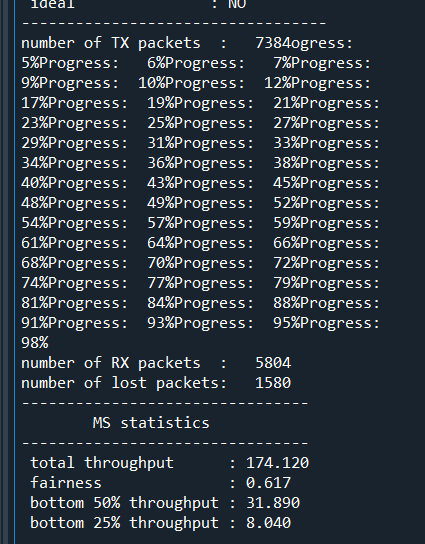 ideal : NO
----------------------------------
number of TX packets : 7384ogress:
5%Progress: 6%Progress: 7%Progress:
9%Progress: 10%Progress: 12%Progress:
17%Progress: 19%Progress: 21%Progress:
23%Progress: 25%Progress: 27%Progress:
29%Progress: 31%Progress: 33%Progress:
34%Progress: 36%Progress: 38%Progress:
40%Progress: 43%Progress: 45%Progress:
48%Progress: 49%Progress: 52%Progress:
54%Progress: 57%Progress: 59%Progress:
61%Progress: 64%Progress: 66%Progress:
68%Progress: 70%Progress: 72%Progress:
74%Progress: 77%Progress: 79%Progress:
81%Progress: 84%Progress: 88%Progress:
91%Progress: 93%Progress: 95%Progress:
98%
number of RX packets : 5804
number of lost packets: 1580
--------------------------------
MS statistics
--------------------------------
total throughput : 174.120
fairness : 0.617
bottom 50% throughput : 31.890
bottom 25% throughput : 8.040